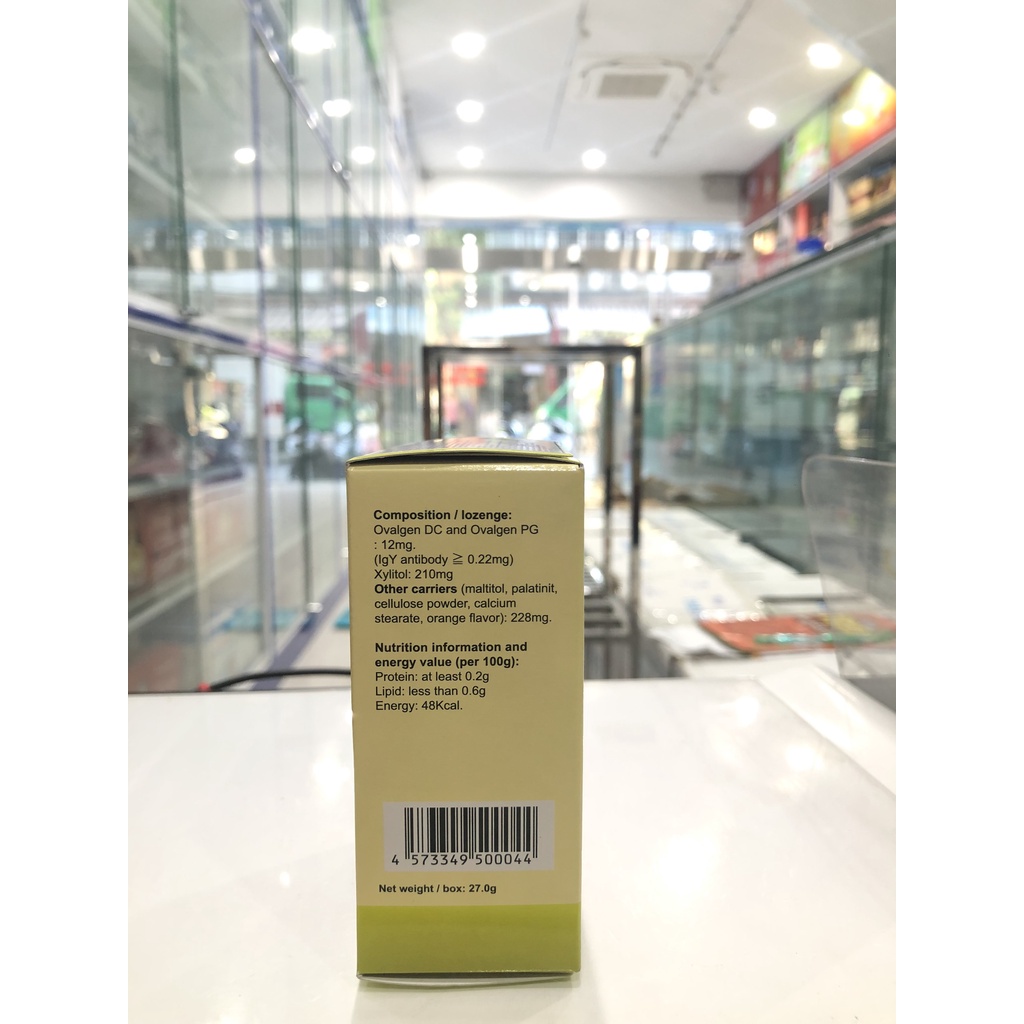 Composition / lozenge:
Ovalgen DC and Ovalgen PG
: 12mg.
(IgY antibody ≧ 0.22mg)
Xylitol: 210mg
Other carriers (maltitol, palatinit,
cellulose powder, calcium
stearate, orange flavor): 228mg.
Nutrition information and
energy value (per 100g):
Protein: at least 0.2g
Lipid: less than 0.6g
Energy: 48Kcal.
4 573349 500044
Net weight / box: 27.0g